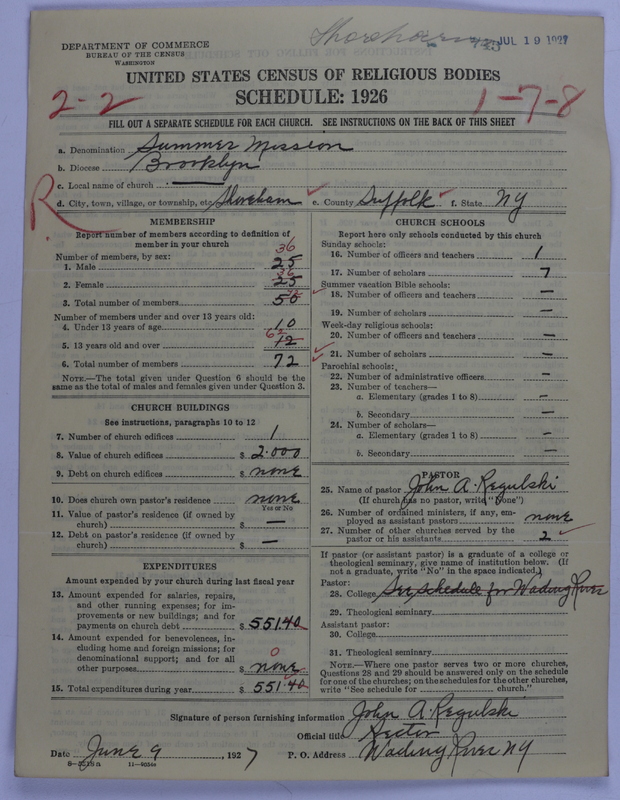 Shoreham
JUL 19 1927
DEPARTMENT OF COMMERCE
BUREAU OF THE CENSUS
WASHINGTON
UNITED STATES CENSUS OF RELIGIOUS BODIES
SCHEDULE: 1926
2-2
1-7-8
FILL OUT A SEPARATE SCHEDULE FOR EACH CHURCH. SEE INSTRUCTIONS ON THE BACK OF THIS SHEET
a. Denomination Summer Mission
b. Diocese Brooklyn
c. Local name of church —
R
d. City, town, village, or township, etc. Shoreham e. County Suffolk f. State NY
MEMBERSHIP
Report number of members according to definition of
member in your church
Number of members, by sex:
36
1. Male 25
36
2. Female 25
72
3. Total number of members 50
Number of members under and over 13 years old:
4. Under 13 years of age 10
62
5. 13 years old and over 72
6. Total number of members 72
NOTE.—The total given under Question 6 should be
same as the total of males and females given under Question 3.
CHURCH BUILDINGS
See instructions, paragraphs 10 to 12
7. Number of church edifices 1
8. Value of church edifices $ 2.000
9. Debt on church edifices $ none
10. Does church own pastor's residence none
Yes or No
11. Value of pastor's residence (if owned by
church) $ —
12. Debt on pastor's residence (if owned by
church) $ —
EXPENDITURES
Amount expended by your church during last fiscal year
13. Amount expended for salaries, repairs,
and other running expenses; for im-
provements or new buildings; and for
payments on church debt $ 551.40
14. Amount expended for benevolences, in-
cluding home and foreign missions; for
denominational support; and for all
0
other purposes $ none
15. Total expenditures during year $ 551.40
CHURCH SCHOOLS
Report here only schools conducted by this church
Sunday schools:
16. Number of officers and teachers 1
17. Number of scholars 7
Summer vacation Bible schools:
18. Number of officers and teachers —
19. Number of scholars —
Week-day religious schools:
20. Number of officers and teachers —
21. Number of scholars —
Parochial schools:
22. Number of administrative officers —
23. Number of teachers—
a. Elementary (grades 1 to 8) —
b. Secondary —
24. Number of scholars—
a. Elementary (grades 1 to 8) —
b. Secondary —
PASTOR
25. Name of pastor John A. Regulski
(If church has no pastor, write "None")
26. Number of ordained ministers, if any, em-
ployed as assistant pastors none
27. Number of other churches served by the
pastor or his assistants 2
If pastor (or assistant pastor) is a graduate of a college or
theological seminary, give name of institution below. (If
not a graduate, write "No" in the space indicated.)
Pastor:
28. College See Schedule for Wading River
29. Theological seminary
Assistant pastor:
30. College
31. Theological seminary
NOTE.—Where one pastor serves two or more churches,
Questions 28 and 29 should be answered only on the schedule
for one of the churches; on the schedules for the other churches,
write "See schedule for church."
Signature of person furnishing information John A. Regulski
Official title Rector
Date June 9, 1927 P. O. Address Wading River NY